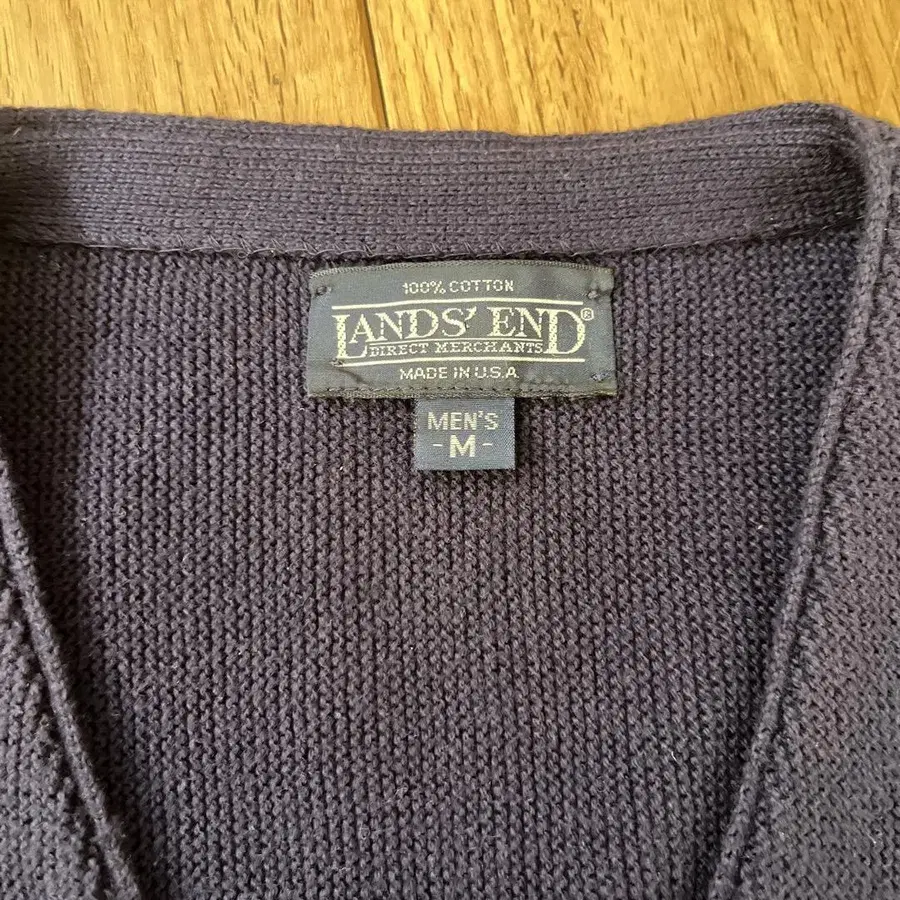 100% COTTON
LANDS' END®
DIRECT MERCHANTS
MADE IN U.S.A
MEN'S
- M -